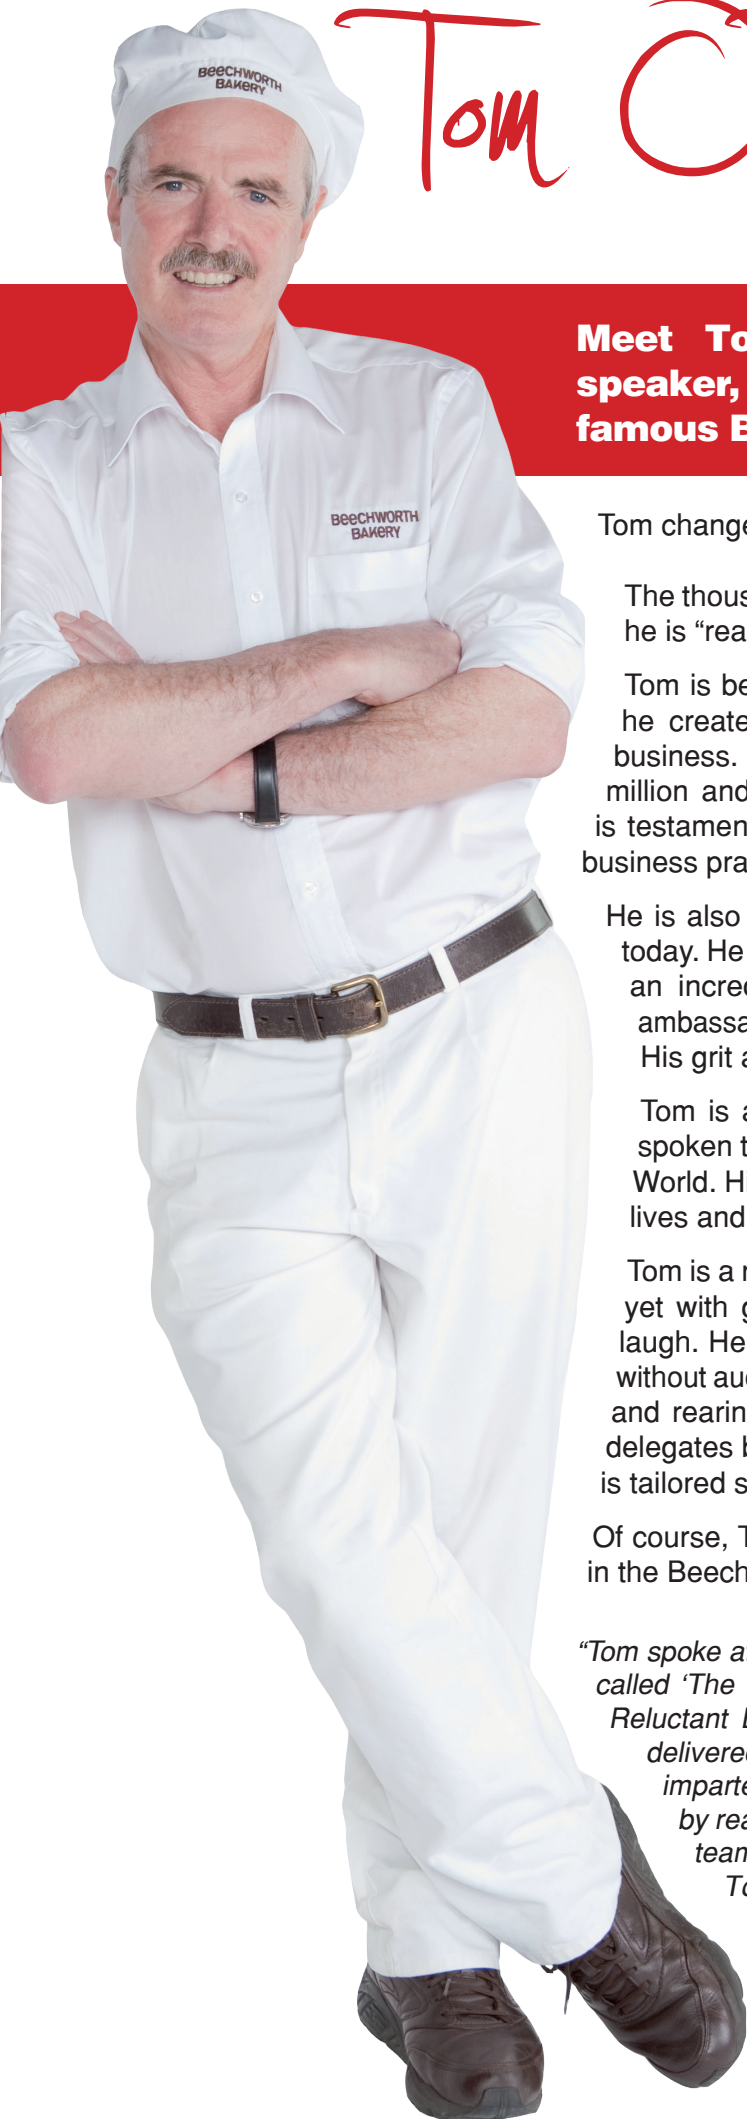 Tom C
BEECHWORTH
BAKERY
Meet To
speaker,
famous B
BEECHWORTH
BAKERY
Tom change
The thous
he is “rea
Tom is be
he create
business.
million and
is testamen
business pra
He is also
today. He
an incred
ambassa
His grit a
Tom is a
spoken t
World. Hi
lives and
Tom is a r
yet with g
laugh. He
without aud
and rearin
delegates b
is tailored s
Of course, T
in the Beech
“Tom spoke at
called ‘The
Reluctant
delivered
imparte
by rea
team
To